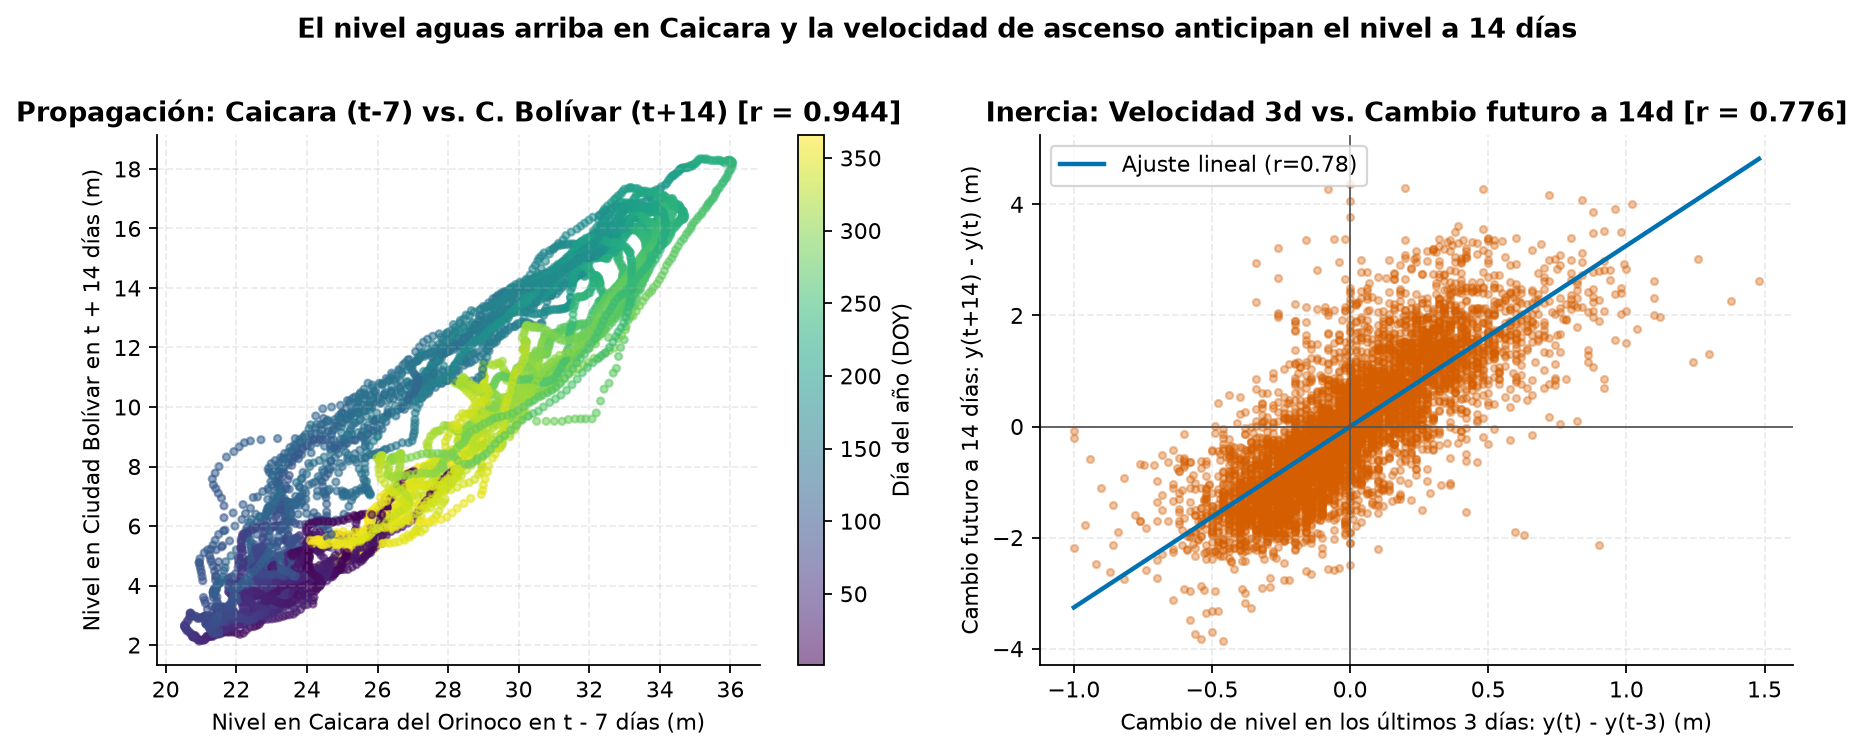 El nivel aguas arriba en Caicara y la velocidad de ascenso anticipan el nivel a 14 días
Propagación: Caicara (t-7) vs. C. Bolívar (t+14) [r = 0.944]
Nivel en Ciudad Bolívar en t + 14 días (m)
18
16
14
12
10
8
6
4
2
20 22 24 26 28 30 32 34 36
Nivel en Caicara del Orinoco en t - 7 días (m)
350
300
250
200
150
100
50
Día del año (DOY)
Inercia: Velocidad 3d vs. Cambio futuro a 14d [r = 0.776]
Ajuste lineal (r=0.78)
Cambio futuro a 14 días: y(t+14) - y(t) (m)
4
2
0
−2
−4
−1.0 −0.5 0.0 0.5 1.0 1.5
Cambio de nivel en los últimos 3 días: y(t) - y(t-3) (m)